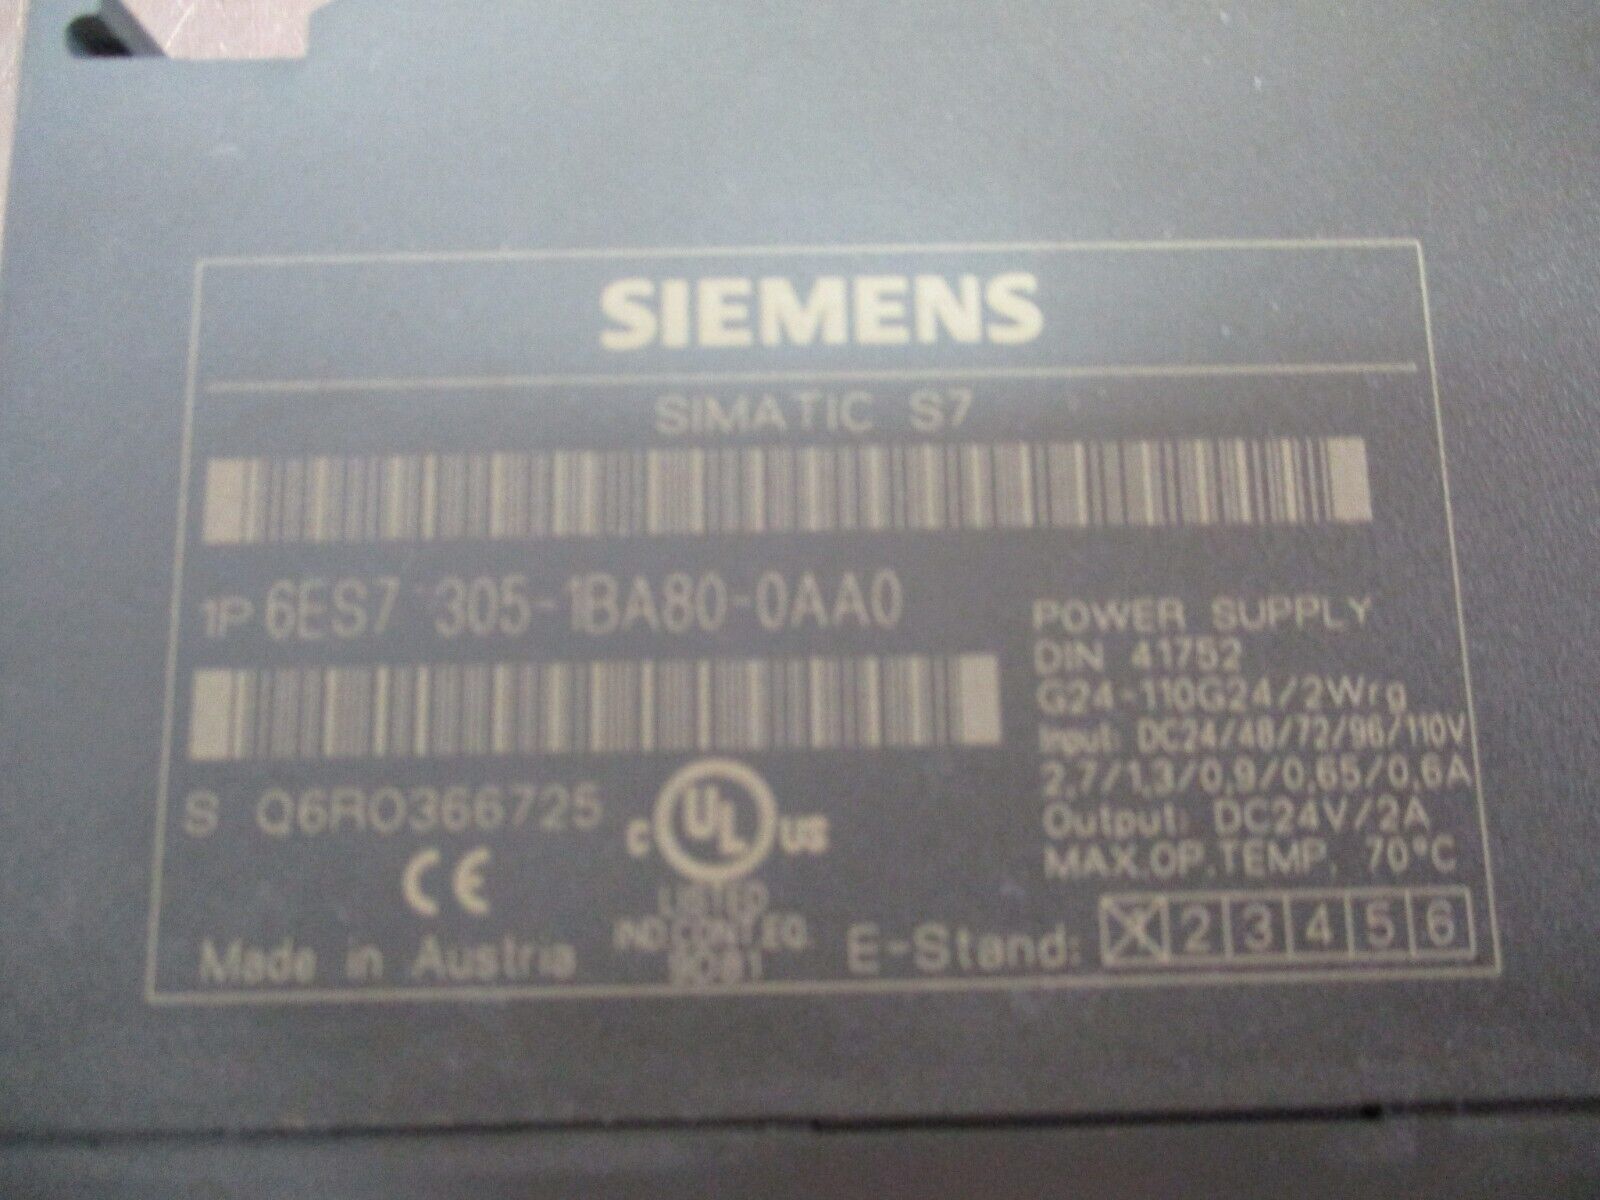 SIEMENS
SIMATIC S7
1P 6ES7 305-1BA80-0AA0
POWER SUPPLY
DIN 41752
G24-110G24/2Wrg
Input: DC24/48/72/96/110V
2,7/1,3/0,9/0,65/0,6A
Output: DC24V/2A
MAX.OP.TEMP. 70°C
S Q6R0366725
C UL US
LISTED
IND.CONT.EQ.
CE
Made in Austria
E-Stand: X 2 3 4 5 6